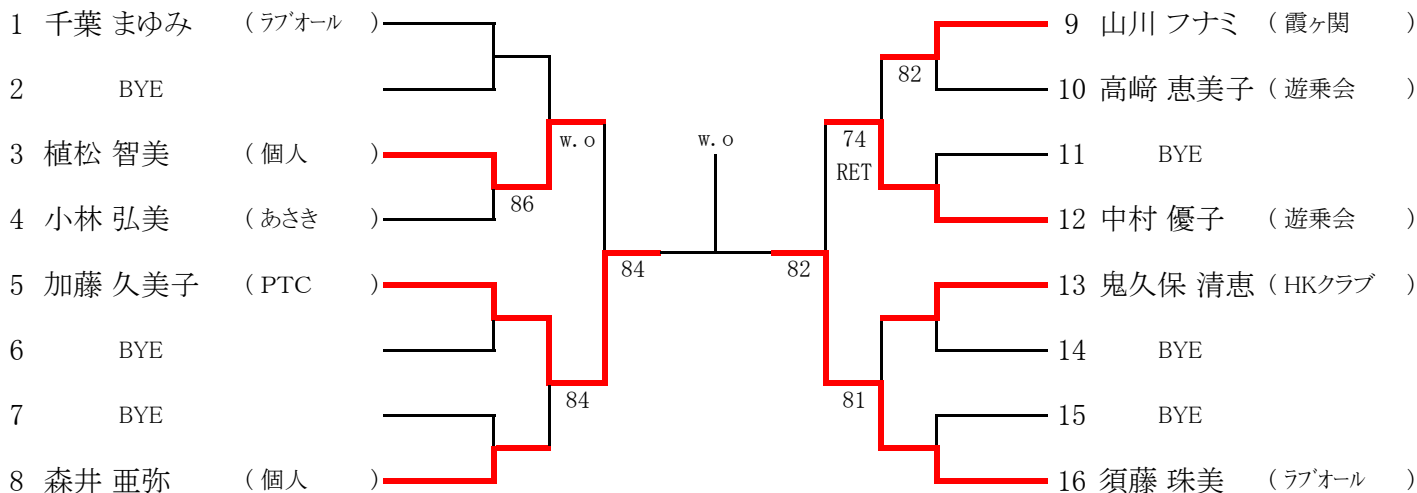 1 千葉 まゆみ (ラブオール)
2 BYE
w.o
3 植松 智美 (個人)
86
4 小林 弘美 (あさき)
84
5 加藤 久美子 (PTC)
6 BYE
84
7 BYE
8 森井 亜弥 (個人)
w.o
9 山川 フナミ (霞ヶ関)
82
10 高﨑 恵美子 (遊乗会)
74
RET
11 BYE
12 中村 優子 (遊乗会)
82
13 鬼久保 清恵 (HKクラブ)
14 BYE
81
15 BYE
16 須藤 珠美 (ラブオール)